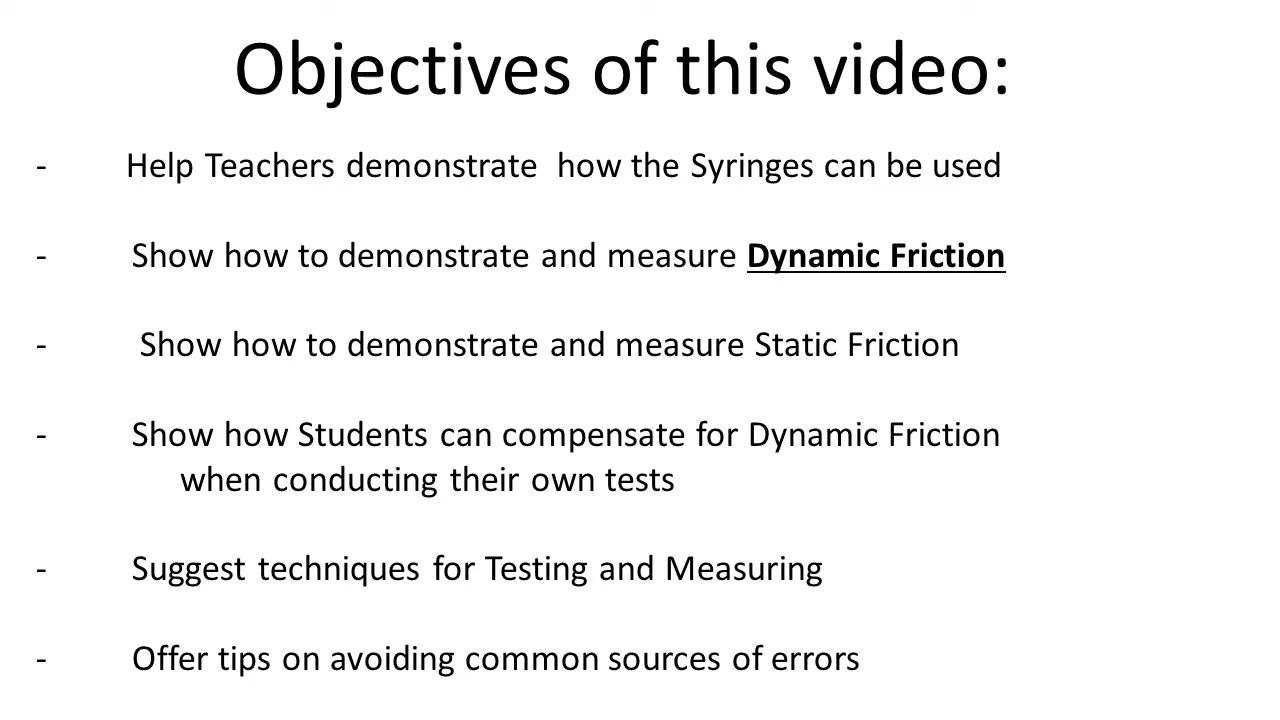 Objectives of this video:
- Help Teachers demonstrate how the Syringes can be used
- Show how to demonstrate and measure Dynamic Friction
- Show how to demonstrate and measure Static Friction
- Show how Students can compensate for Dynamic Friction
when conducting their own tests
- Suggest techniques for Testing and Measuring
- Offer tips on avoiding common sources of errors